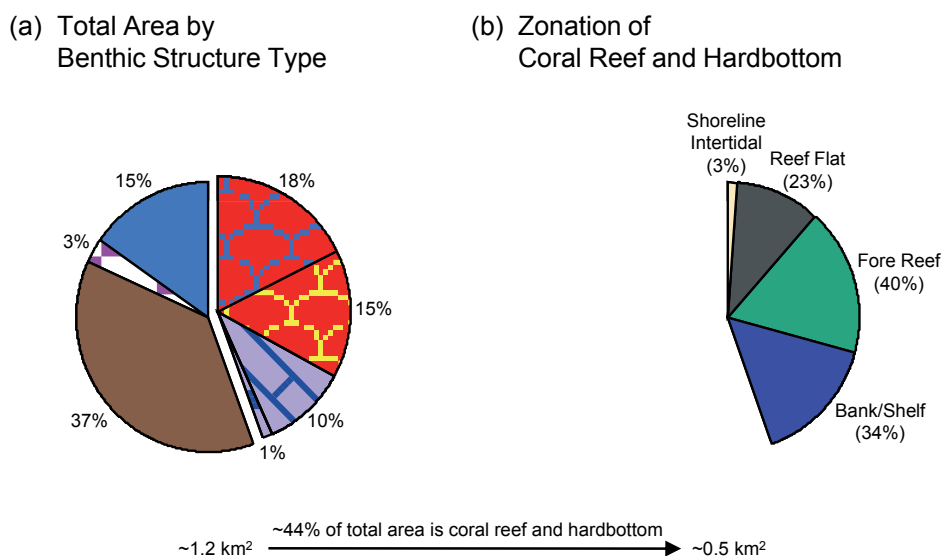 (a) Total Area by
Benthic Structure Type
(b) Zonation of
Coral Reef and Hardbottom
15%
18%
3%
15%
37%
10%
1%
Shoreline
Intertidal
(3%)
Reef Flat
(23%)
Fore Reef
(40%)
Bank/Shelf
(34%)
~1.2 km²
~44% of total area is coral reef and hardbottom
~0.5 km²